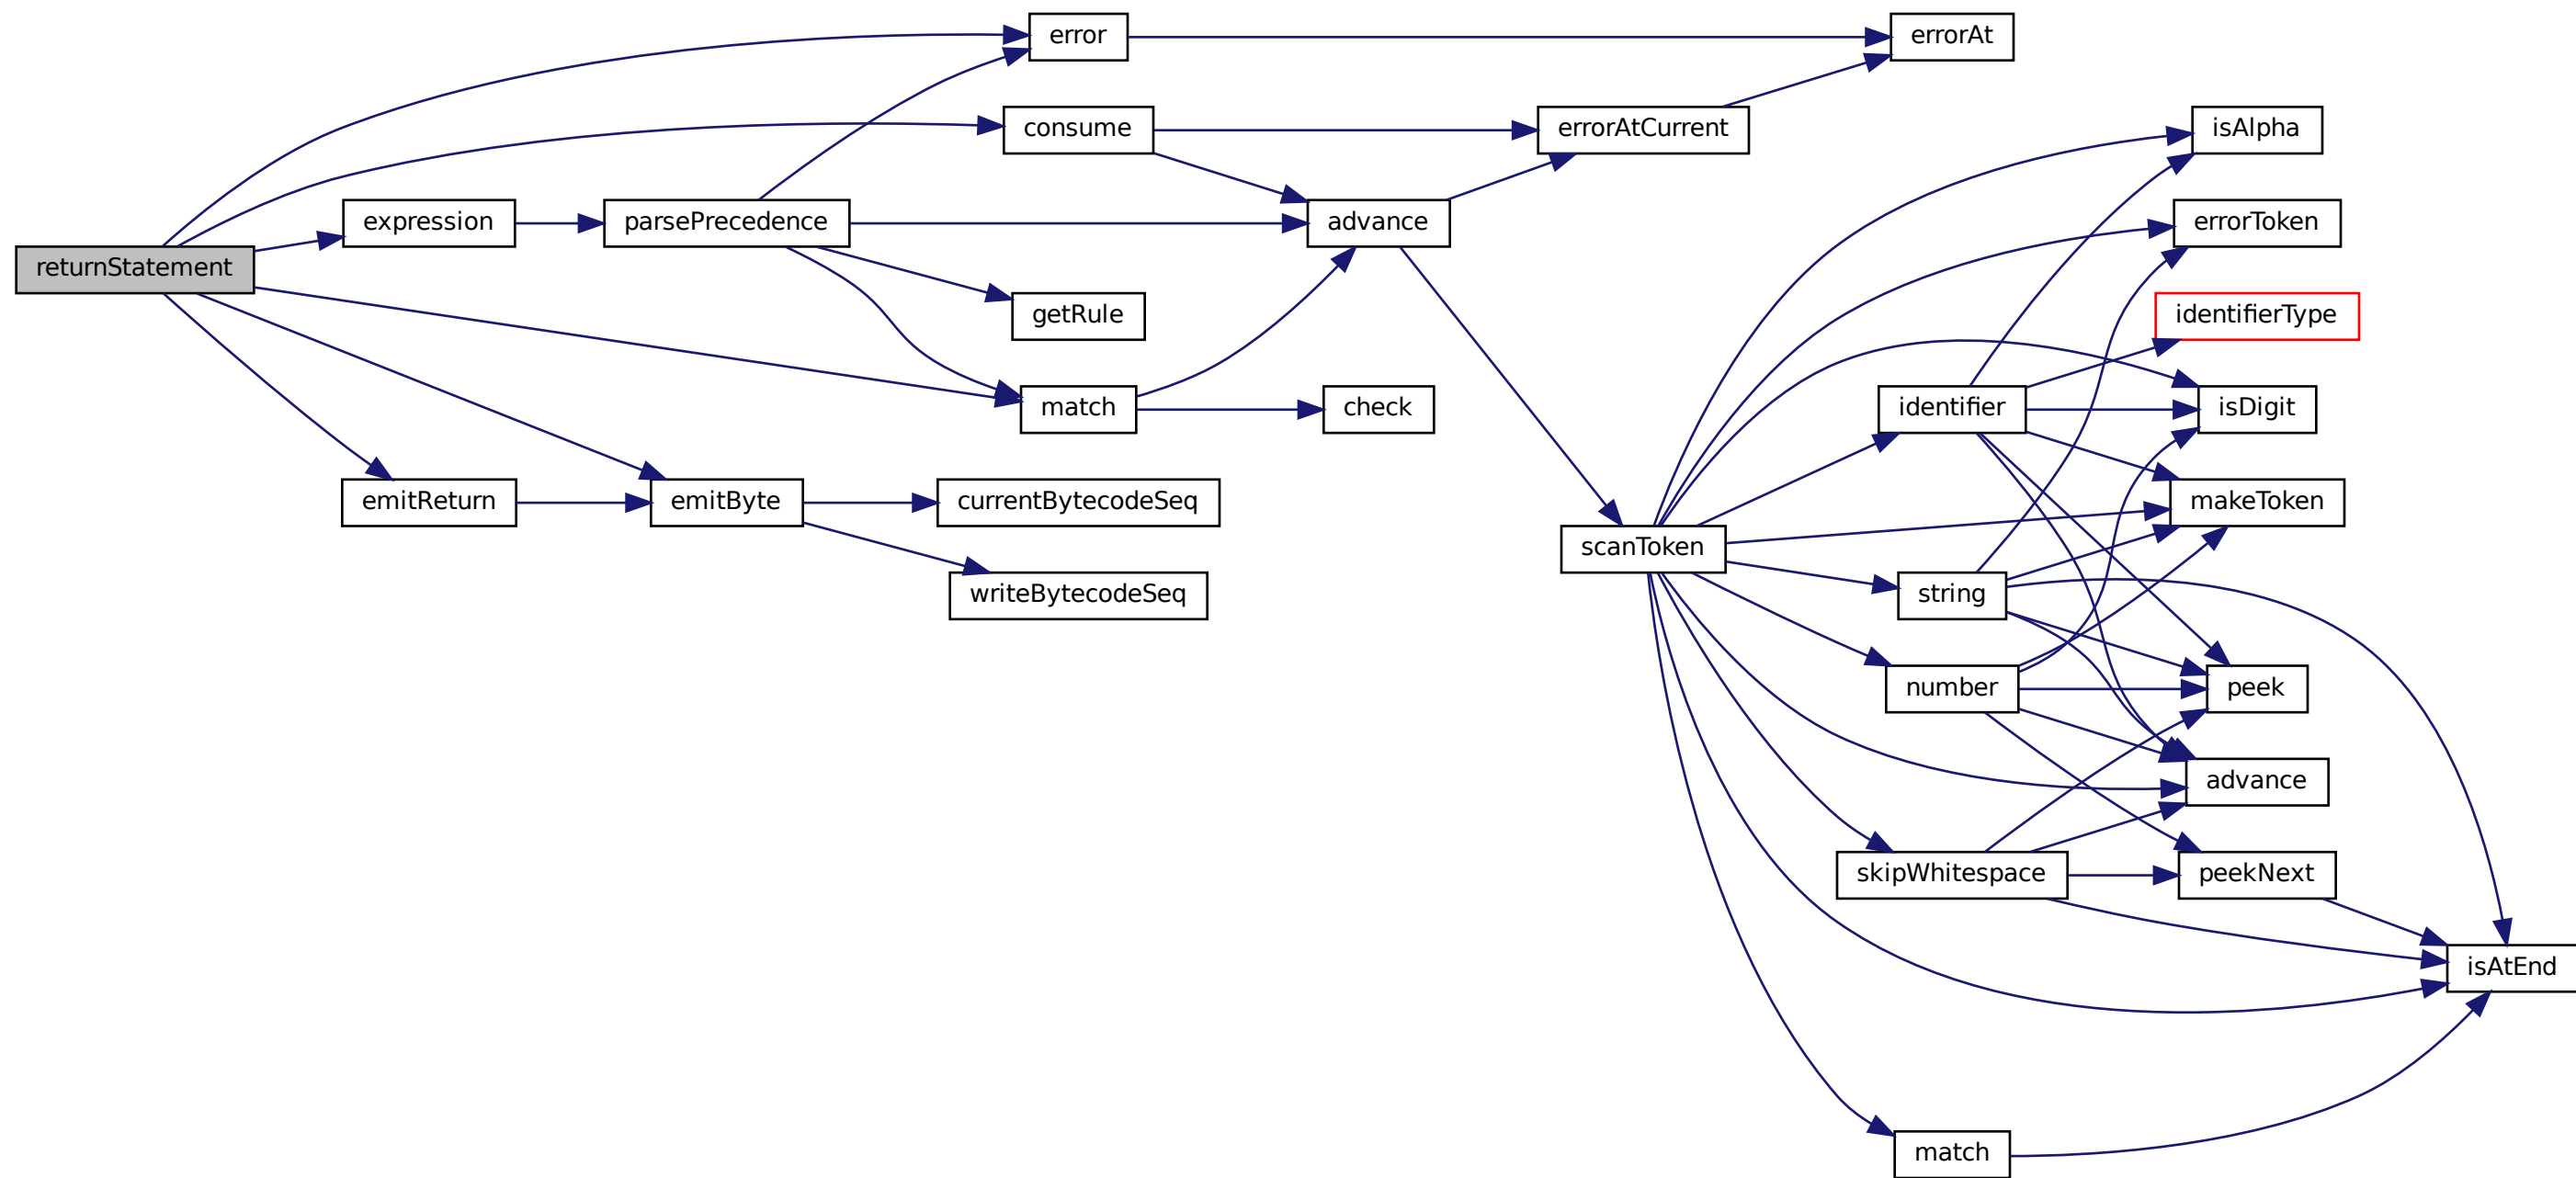 error
errorAt
consume
errorAtCurrent
isAlpha
expression
parsePrecedence
advance
errorToken
returnStatement
getRule
identifierType
match
check
identifier
isDigit
emitReturn
emitByte
currentBytecodeSeq
makeToken
scanToken
writeBytecodeSeq
string
number
peek
advance
skipWhitespace
peekNext
isAtEnd
match